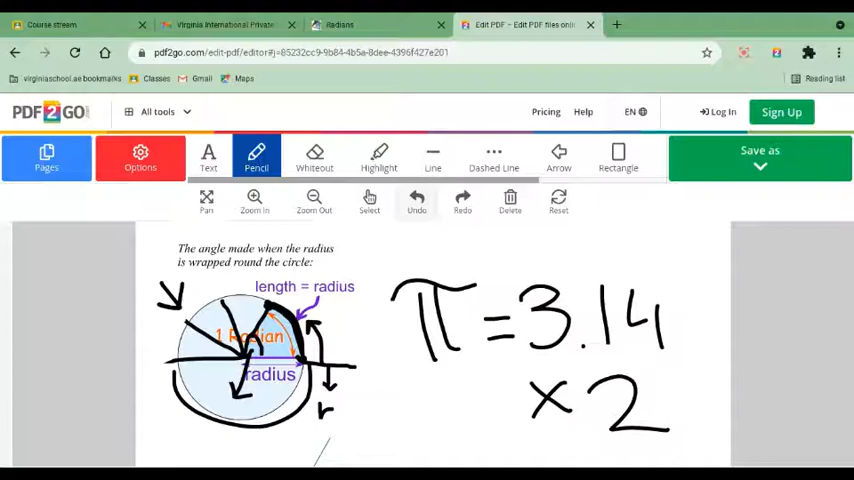 Course stream
Virginia International Private
Radians
Edit PDF – Edit PDF files onlin
pdf2go.com/edit-pdf/editor#j=85232cc9-9b84-4b5a-8dee-4396f427e201
virginiaschool.ae bookmalks
Classes
Gmail
Maps
Reading list
PDF2GO
All tools
Pricing
Help
EN
Log In
Sign Up
Pages
Options
Text
Pencil
Whiteout
Highlight
Line
Dashed Line
Arrow
Rectangle
Save as
Pan
Zoom In
Zoom Out
Select
Undo
Redo
Delete
Reset
The angle made when the radius
is wrapped round the circle:
length = radius
1 Radian
radius
r
π = 3.14
× 2